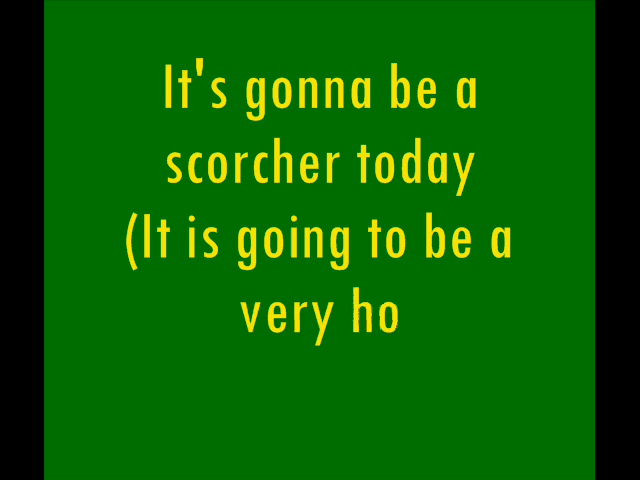 It's gonna be a
scorcher today
(It is going to be a
very ho